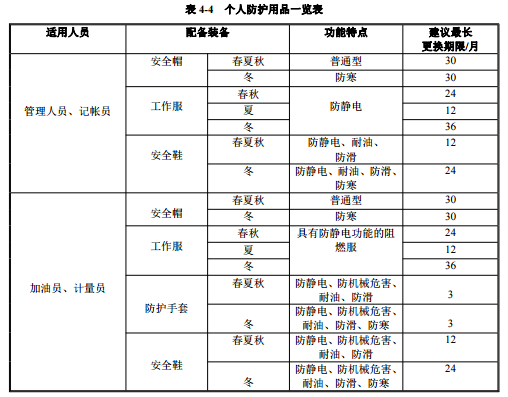 表 4-4 个人防护用品一览表
适用人员 配备装备 功能特点 建议最长
更换期限/月
管理人员、记帐员 安全帽 春夏秋 普通型 30
冬 防寒 30
工作服 春秋 防静电 24
夏 12
冬 36
安全鞋 春夏秋 防静电、耐油、
防滑 12
冬 防静电、耐油、防滑、
防寒 24
加油员、计量员 安全帽 春夏秋 普通型 30
冬 防寒 30
工作服 春秋 具有防静电功能的阻
燃服 24
夏 12
冬 36
防护手套 春夏秋 防静电、防机械危害、
耐油、防滑 3
冬 防静电、防机械危害、
耐油、防滑、防寒 3
安全鞋 春夏秋 防静电、防机械危害、
耐油、防滑 12
冬 防静电、防机械危害、
耐油、防滑、防寒 24